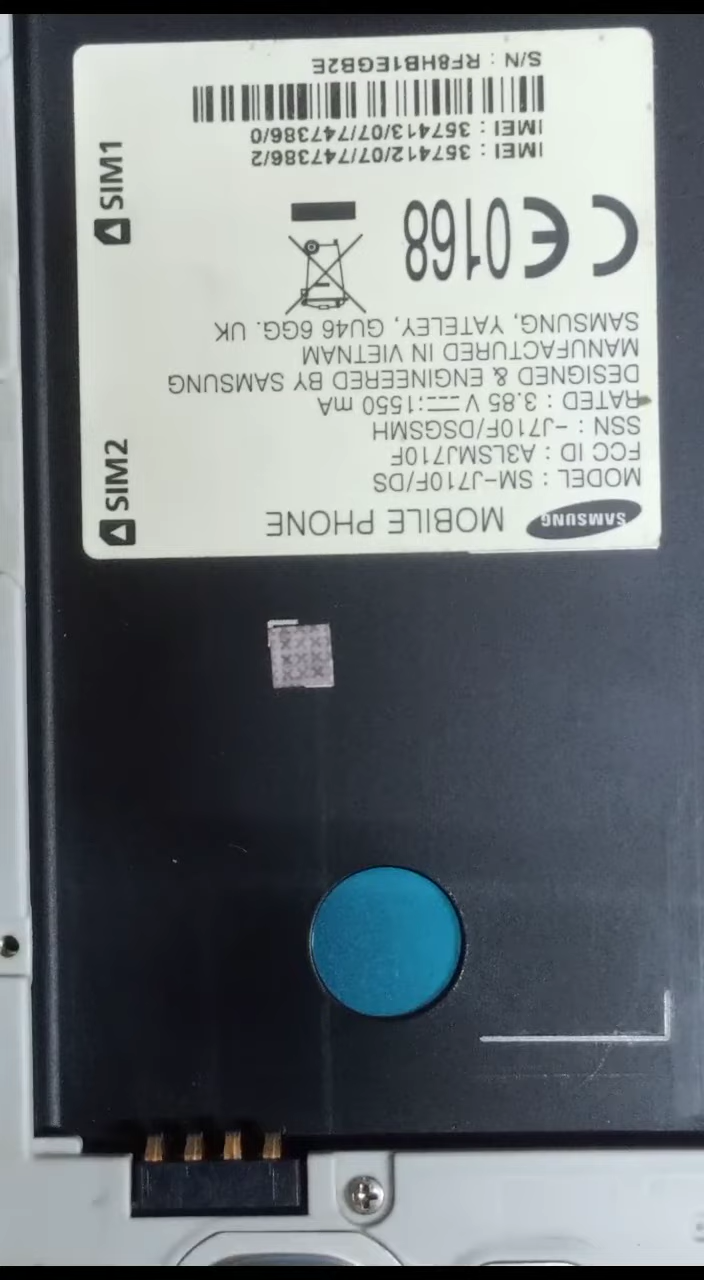 SAMSUNG MOBILE PHONE
MODEL : SM-J710F/DS
FCC ID : A3LSMJ710F
SSN : -J710F/DSGSMH
RATED : 3.85 V ⎓:1550 mA
DESIGNED & ENGINEERED BY SAMSUNG
MANUFACTURED IN VIETNAM
SAMSUNG, YATELEY, GU46 6GG. UK
CE0168
IMEI : 357412/07/747386/2
IMEI : 357413/07/747386/0
S/N : RF8HB1EGB2E
SIM1
SIM2